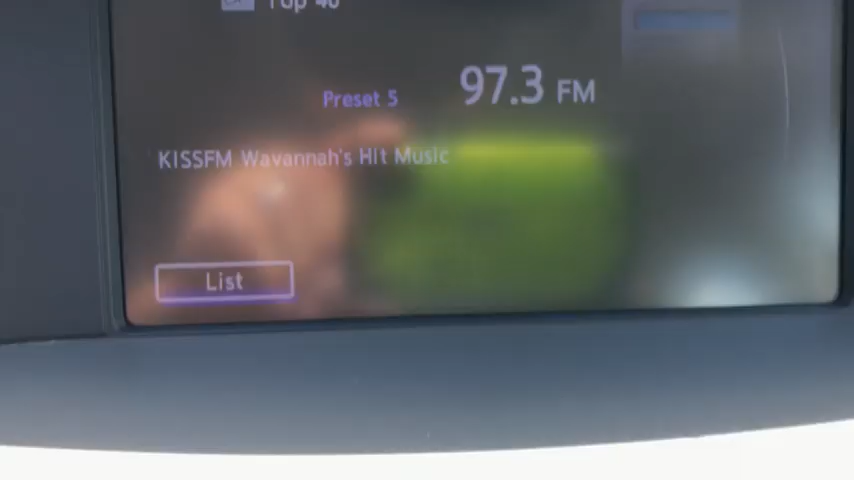 Top 40
97.3 FM
Preset 5
KISSFM Wavannah's Hit Music
List